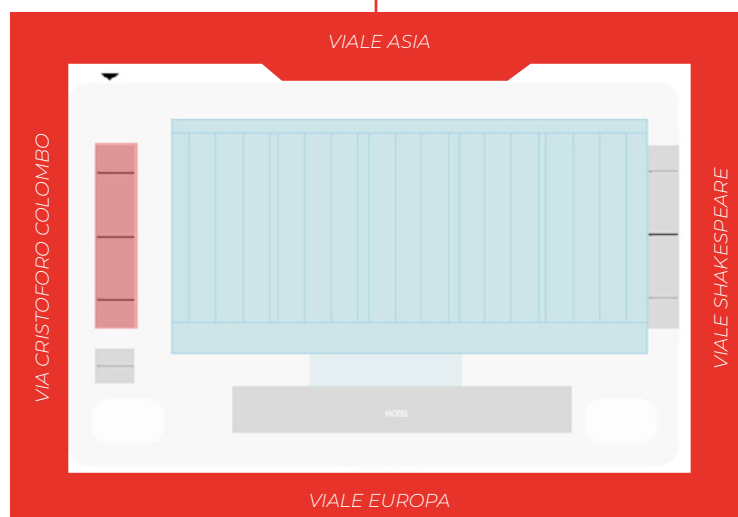 VIALE ASIA
VIA CRISTOFORO COLOMBO
VIALE SHAKESPEARE
HOTEL
VIALE EUROPA